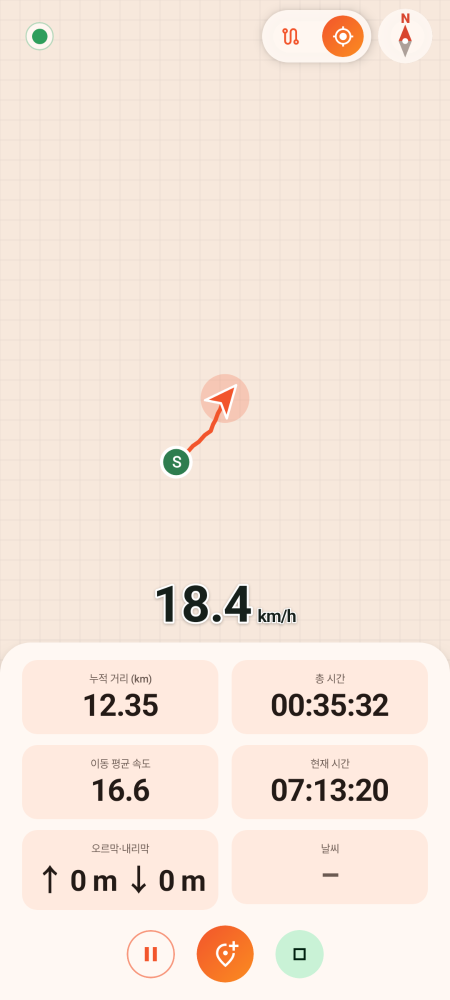 N
S
18.4 km/h
누적 거리 (km)
12.35
총 시간
00:35:32
이동 평균 속도
16.6
현재 시간
07:13:20
오르막·내리막
↑ 0 m ↓ 0 m
날씨
–